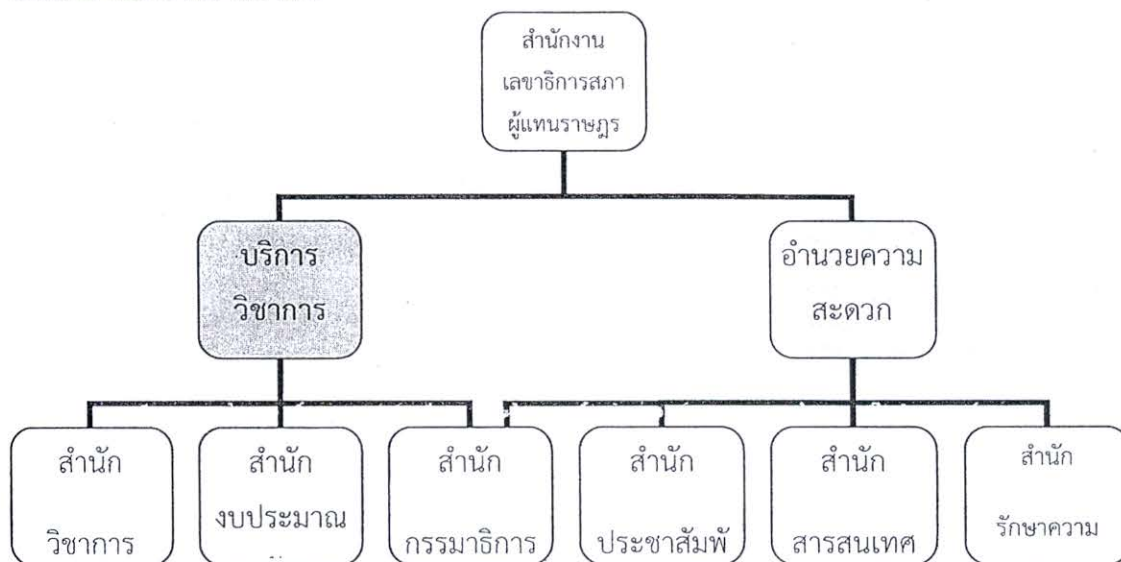 สำนักงาน
เลขาธิการสภา
ผู้แทนราษฎร
บริการ
วิชาการ
อำนวยความ
สะดวก
สำนัก
วิชาการ
สำนัก
งบประมาณ
สำนัก
กรรมาธิการ
สำนัก
ประชาสัมพั
สำนัก
สารสนเทศ
สำนัก
รักษาความ